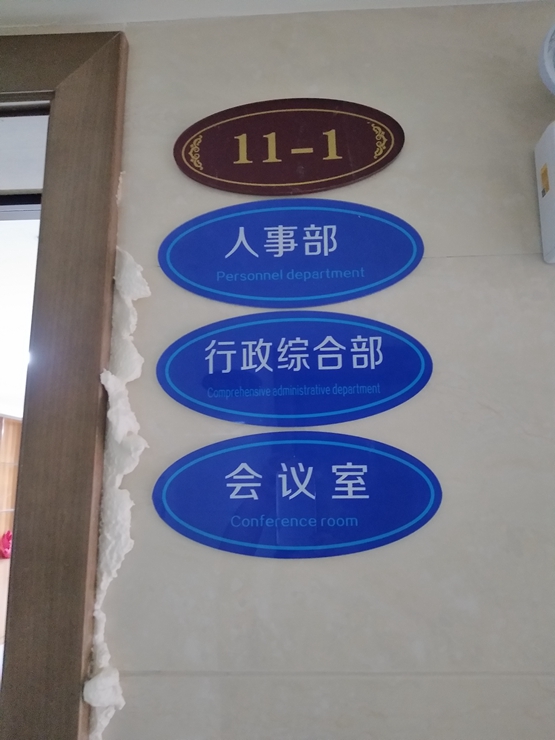 11-1
人事部
Personnel department
行政综合部
Comprehensive administrative department
会议室
Conference room